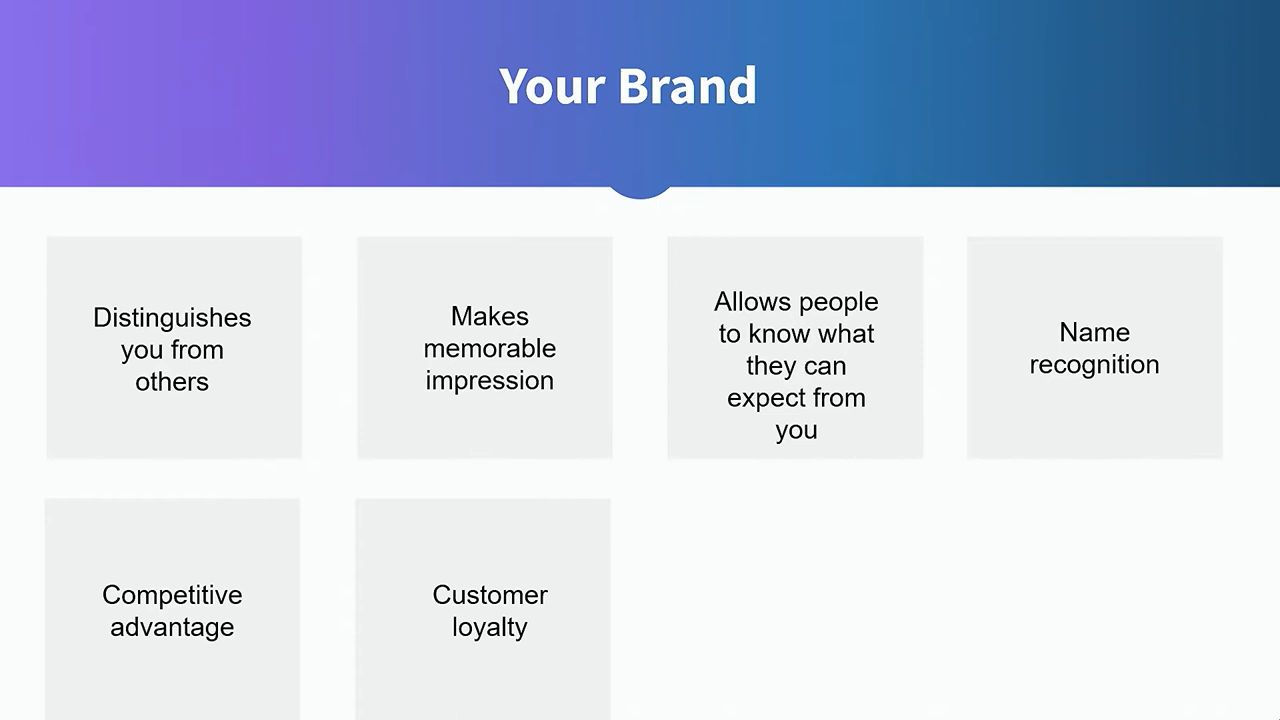 Your Brand
Distinguishes
you from
others
Makes
memorable
impression
Allows people
to know what
they can
expect from
you
Name
recognition
Competitive
advantage
Customer
loyalty